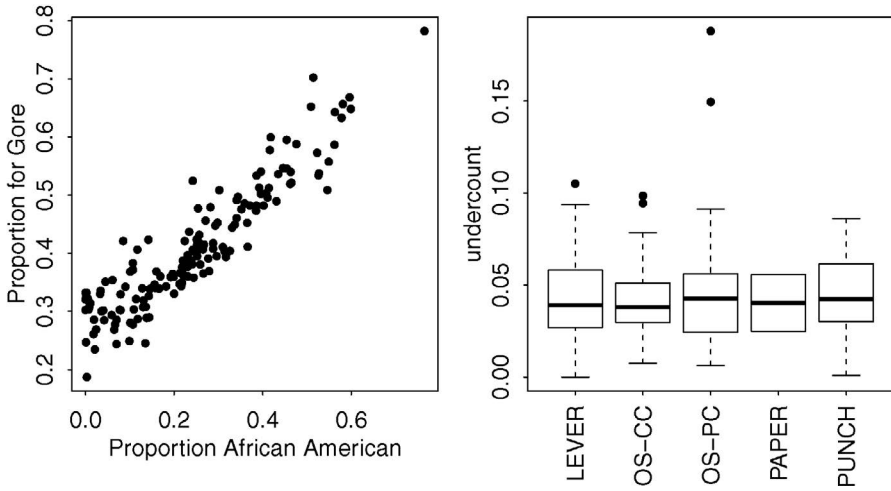 Proportion for Gore
0.8
0.7
0.6
0.5
0.4
0.3
0.2
0.0
0.2
0.4
0.6
Proportion African American
undercount
0.15
0.10
0.05
0.00
LEVER
OS-CC
OS-PC
PAPER
PUNCH